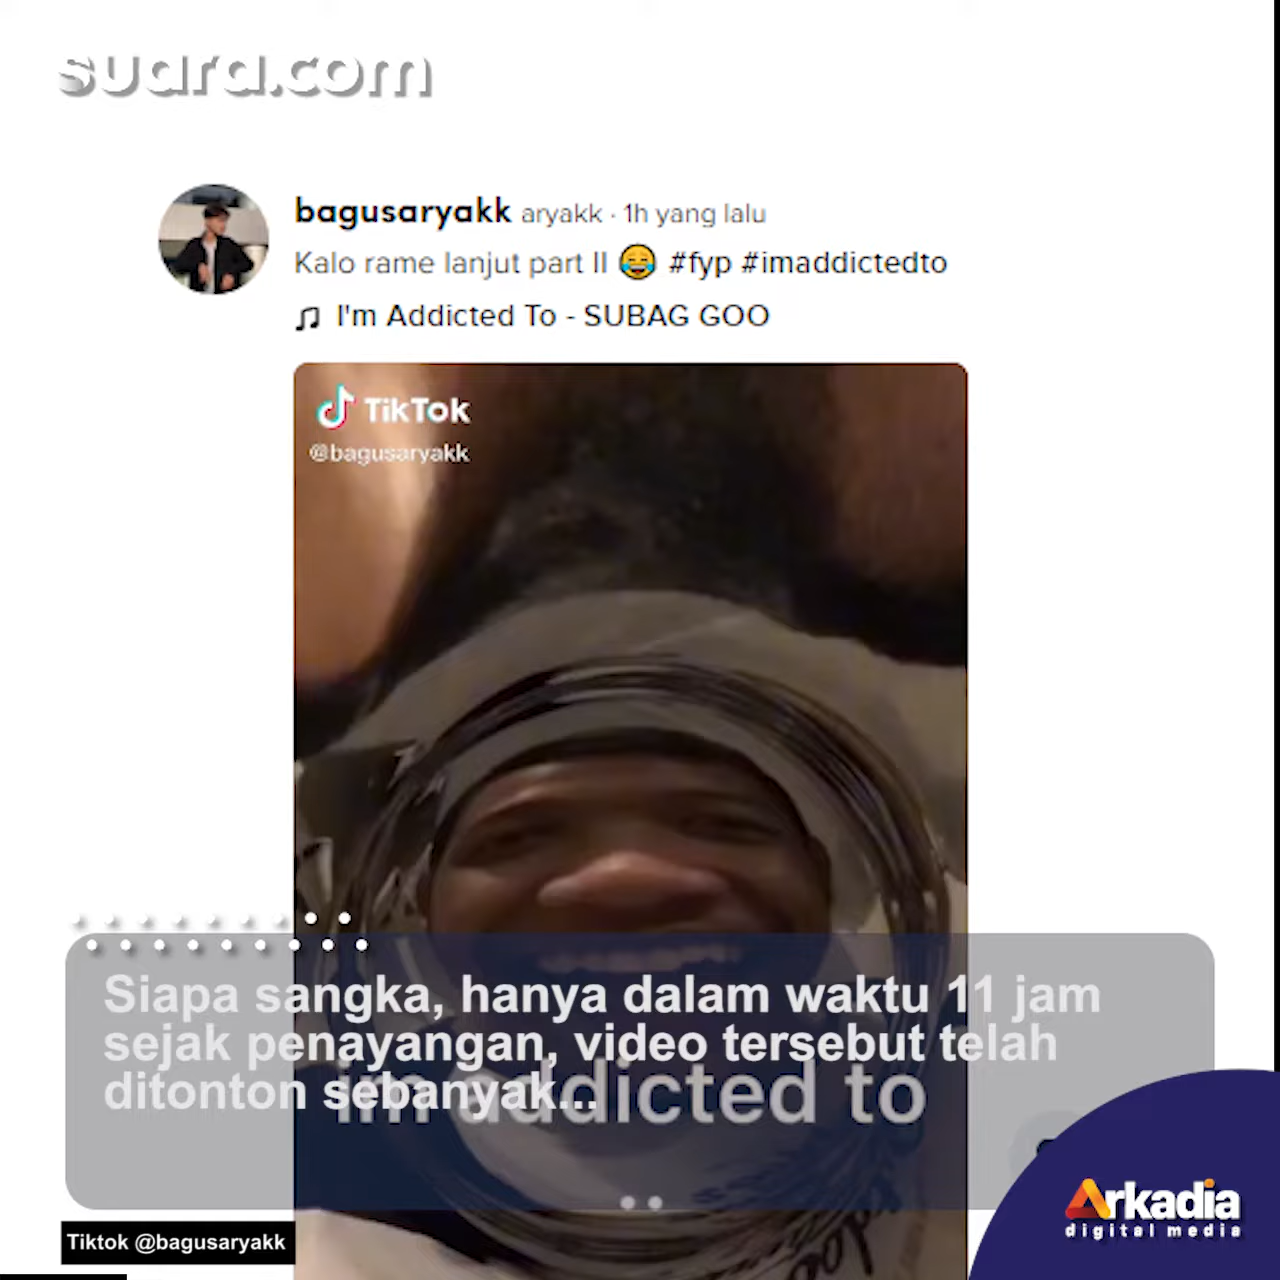 suara.com
bagusaryakk aryakk · 1h yang lalu
Kalo rame lanjut part II 😂 #fyp #imaddictedto
I'm Addicted To - SUBAG GOO
TikTok
@bagusaryakk
Siapa sangka, hanya dalam waktu 11 jam
sejak penayangan, video tersebut telah
ditonton sebanyak...
im addicted to
Tiktok @bagusaryakk
Arkadia
digital media